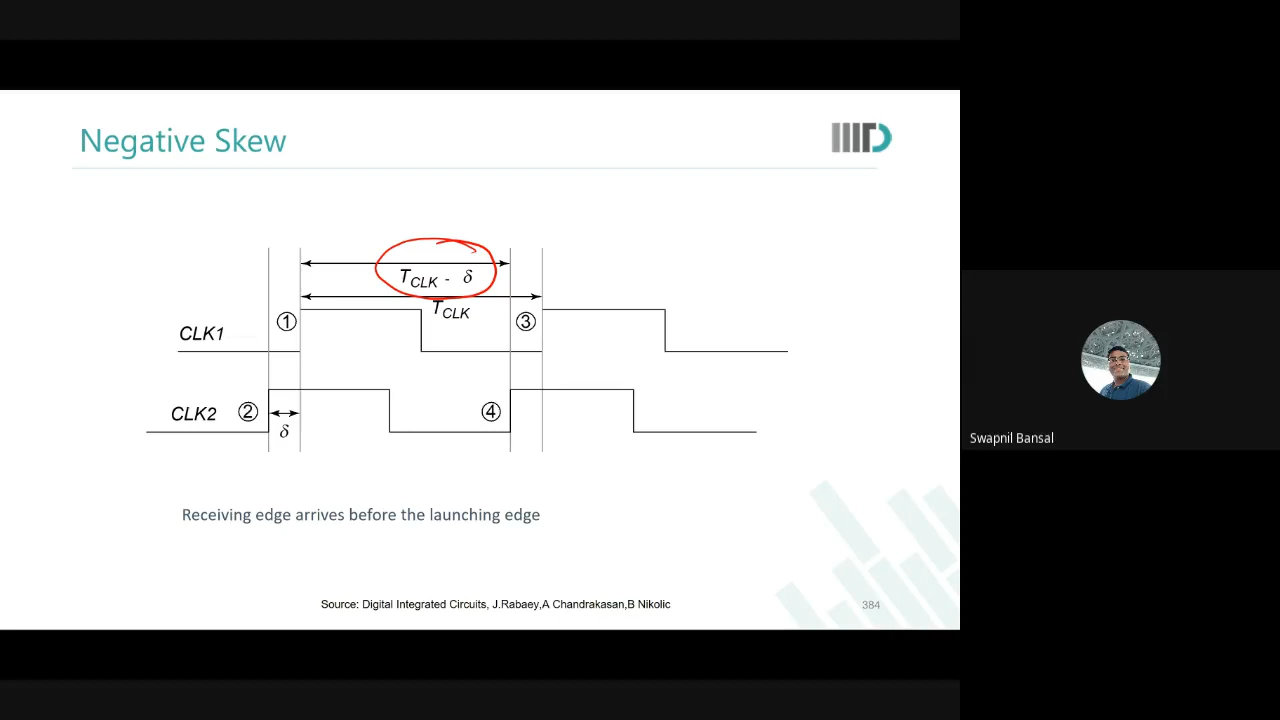 Negative Skew
IIITD
T_CLK - δ
T_CLK
① ③
CLK1
CLK2 ② ④
δ
Swapnil Bansal
Receiving edge arrives before the launching edge
Source: Digital Integrated Circuits, J.Rabaey,A Chandrakasan,B Nikolic
384